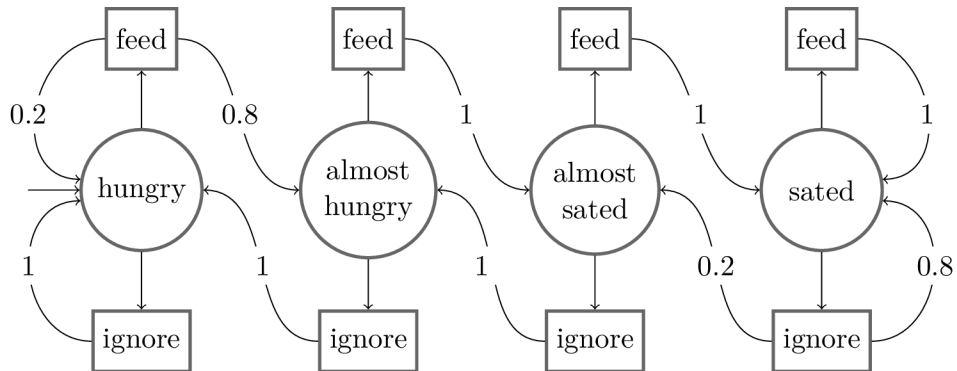 feed
feed
feed
feed
0.2
0.8
1
1
1
hungry
almost
hungry
almost
sated
sated
1
1
1
0.2
0.8
ignore
ignore
ignore
ignore